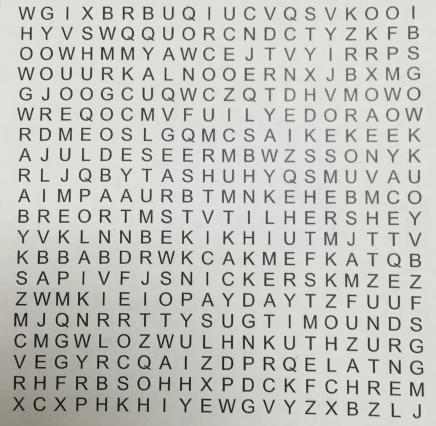 W G I X B R B U Q I U C V Q S V K O O I
H Y V S W Q Q U O R C N D C T Y Z K F B
O O W H M M Y A W C E J T V Y I R R P S
W O U U R K A L N O O E R N X J B X M G
G J O O G C U Q W C Z Q T D H V M O W O
W R E Q O C M V F U I L Y E D O R A O W
R D M E O S L G Q M C S A I K E K E E K
A J U L D E S E E R M B W Z S S O N Y K
R L J Q B Y T A S H U H Y Q S M U V A U
A I M P A A U R B T M N K E H E B M C O
B R E O R T M S T V T I L H E R S H E Y
Y V K L N N B E K I K H I U T M J T T V
K B B A B D R W K C A K M E F K A T Q B
S A P I V F J S N I C K E R S K M Z E Z
Z W M K I E I O P A Y D A Y T Z F U U F
M J Q N R R T T Y S U G T I M O U N D S
C M G W L O Z W U L H N K U T H Z U R G
V E G Y R C Q A I Z D P R Q E L A T N G
R H F R B S O H H X P D C K F C H R E M
X C X P H K H I Y E W G V Y Z X B Z L J